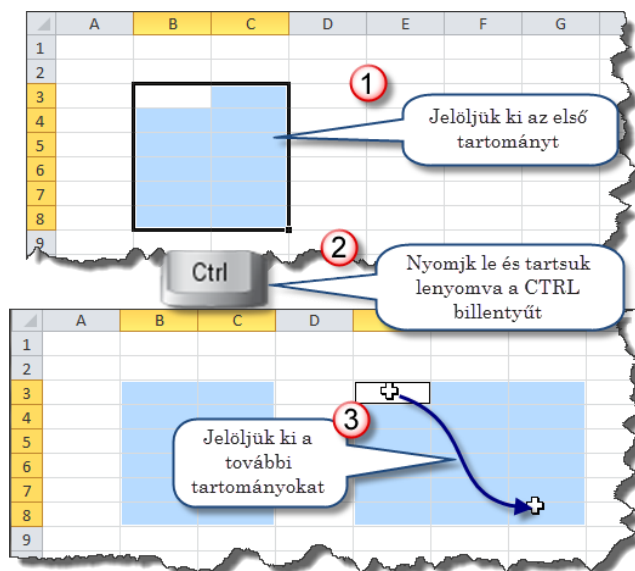 A B C D E F G
1
2
3
4
5
6
7
8
9
1
Jelöljük ki az első
tartományt
2
Ctrl
Nyomjk le és tartsuk
lenyomva a CTRL
billentyűt
A B C D F G
1
2
3
4
5
6
7
8
9
3
Jelöljük ki a
további
tartományokat